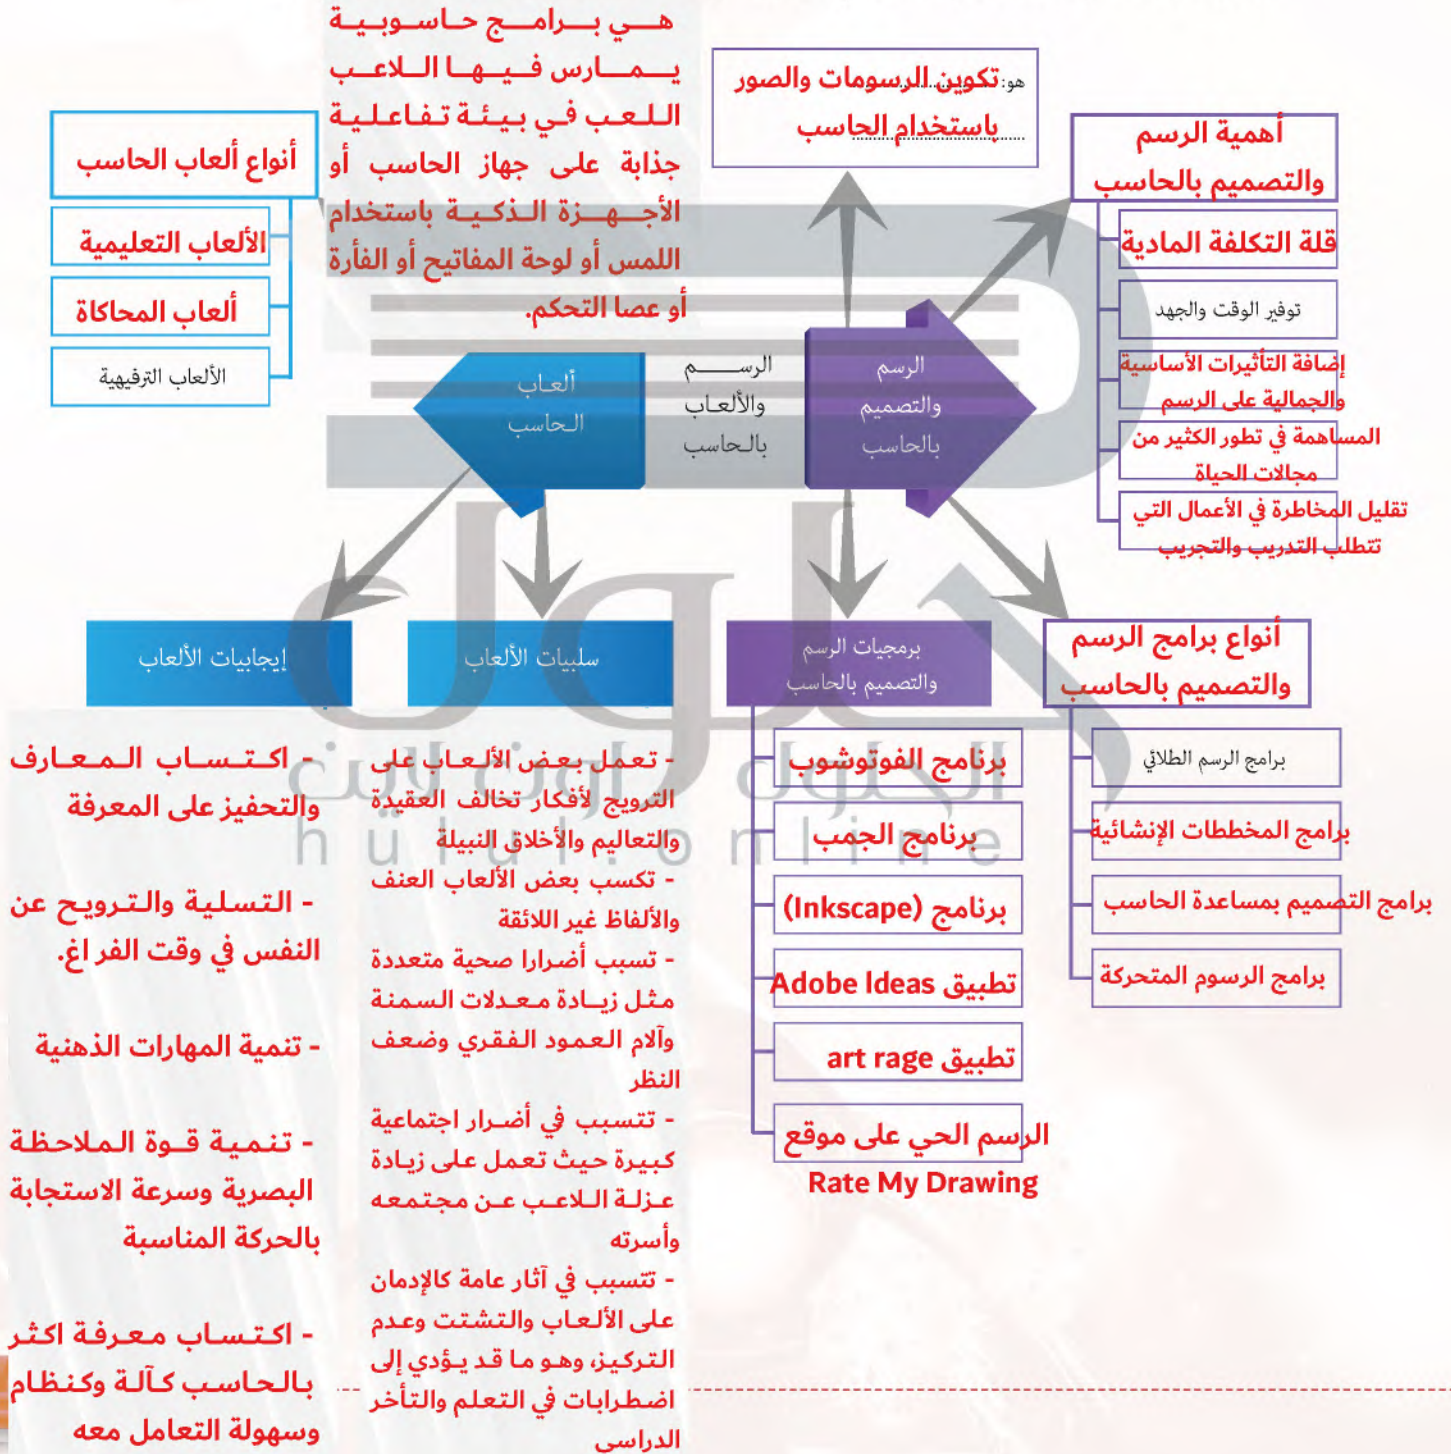 هي برامج حاسوبية
يمارس فيها اللاعب
اللعب في بيئة تفاعلية
جذابة على جهاز الحاسب أو
الأجهزة الذكية باستخدام
اللمس أو لوحة المفاتيح أو الفأرة
أو عصا التحكم.
هو: تكوين الرسومات والصور
باستخدام الحاسب
أهمية الرسم
والتصميم بالحاسب
قلة التكلفة المادية
توفير الوقت والجهد
إضافة التأثيرات الأساسية
والجمالية على الرسم
المساهمة في تطور الكثير من
مجالات الحياة
تقليل المخاطرة في الأعمال التي
تتطلب التدريب والتجريب
أنواع ألعاب الحاسب
الألعاب التعليمية
ألعاب المحاكاة
الألعاب الترفيهية
الرسم
والتصميم
بالحاسب
الرسم
والألعاب
بالحاسب
ألعاب
الحاسب
أنواع برامج الرسم
والتصميم بالحاسب
برامج الرسم الطلائي
برامج المخططات الإنشائية
برامج التصميم بمساعدة الحاسب
برامج الرسوم المتحركة
برمجيات الرسم
والتصميم بالحاسب
برنامج الفوتوشوب
برنامج الجمب
برنامج (Inkscape)
تطبيق Adobe Ideas
تطبيق art rage
الرسم الحي على موقع
Rate My Drawing
سلبيات الألعاب
- تعمل بعض الألعاب على
الترويج لأفكار تخالف العقيدة
والتعاليم والأخلاق النبيلة
- تكسب بعض الألعاب العنف
والألفاظ غير اللائقة
- تسبب أضرارا صحية متعددة
مثل زيادة معدلات السمنة
وآلام العمود الفقري وضعف
النظر
- تتسبب في أضرار اجتماعية
كبيرة حيث تعمل على زيادة
عزلة اللاعب عن مجتمعه
وأسرته
- تتسبب في آثار عامة كالإدمان
على الألعاب والتشتت وعدم
التركيز، وهو ما قد يؤدي إلى
اضطرابات في التعلم والتأخر
الدراسي
إيجابيات الألعاب
- اكتساب المعارف
والتحفيز على المعرفة
- التسلية والترويح عن
النفس في وقت الفر اغ.
- تنمية المهارات الذهنية
- تنمية قوة الملاحظة
البصرية وسرعة الاستجابة
بالحركة المناسبة
- اكتساب معرفة اكثر
بالحاسب كآلة وكنظام
وسهولة التعامل معه
حلول
الحلول اون لاين
hulul.online